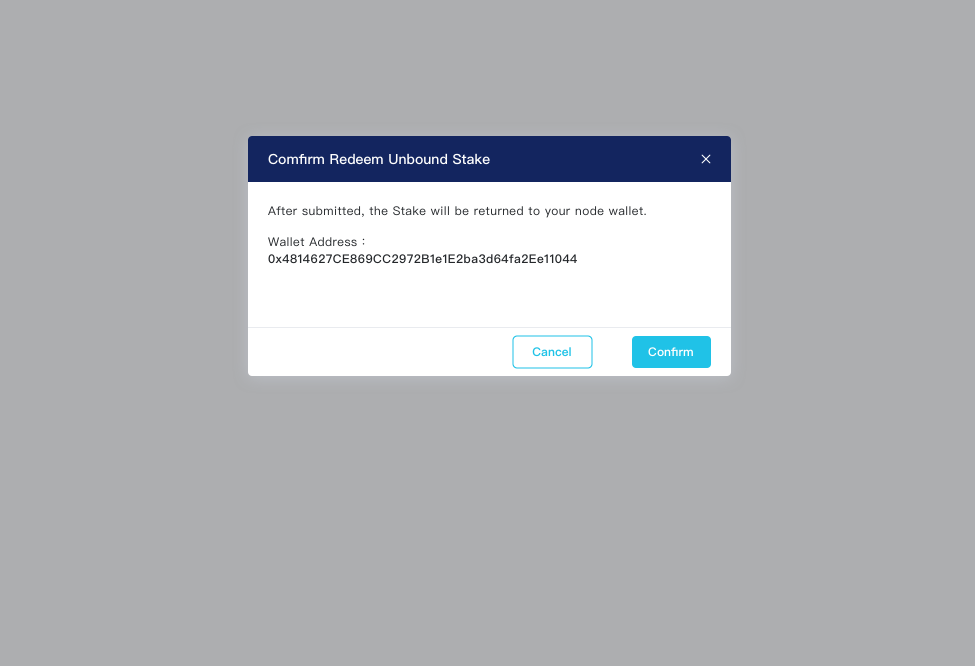 Comfirm Redeem Unbound Stake
After submitted, the Stake will be returned to your node wallet.
Wallet Address：
0x4814627CE869CC2972B1e1E2ba3d64fa2Ee11044
Cancel
Confirm